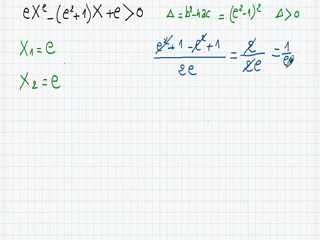 ex²-(e²+1)x+e>0 Δ=b²-4ac=(e²-1)² Δ>0
x₁=e (e²+1-e²+1)/2e=2/2e=1/e
x₂=e